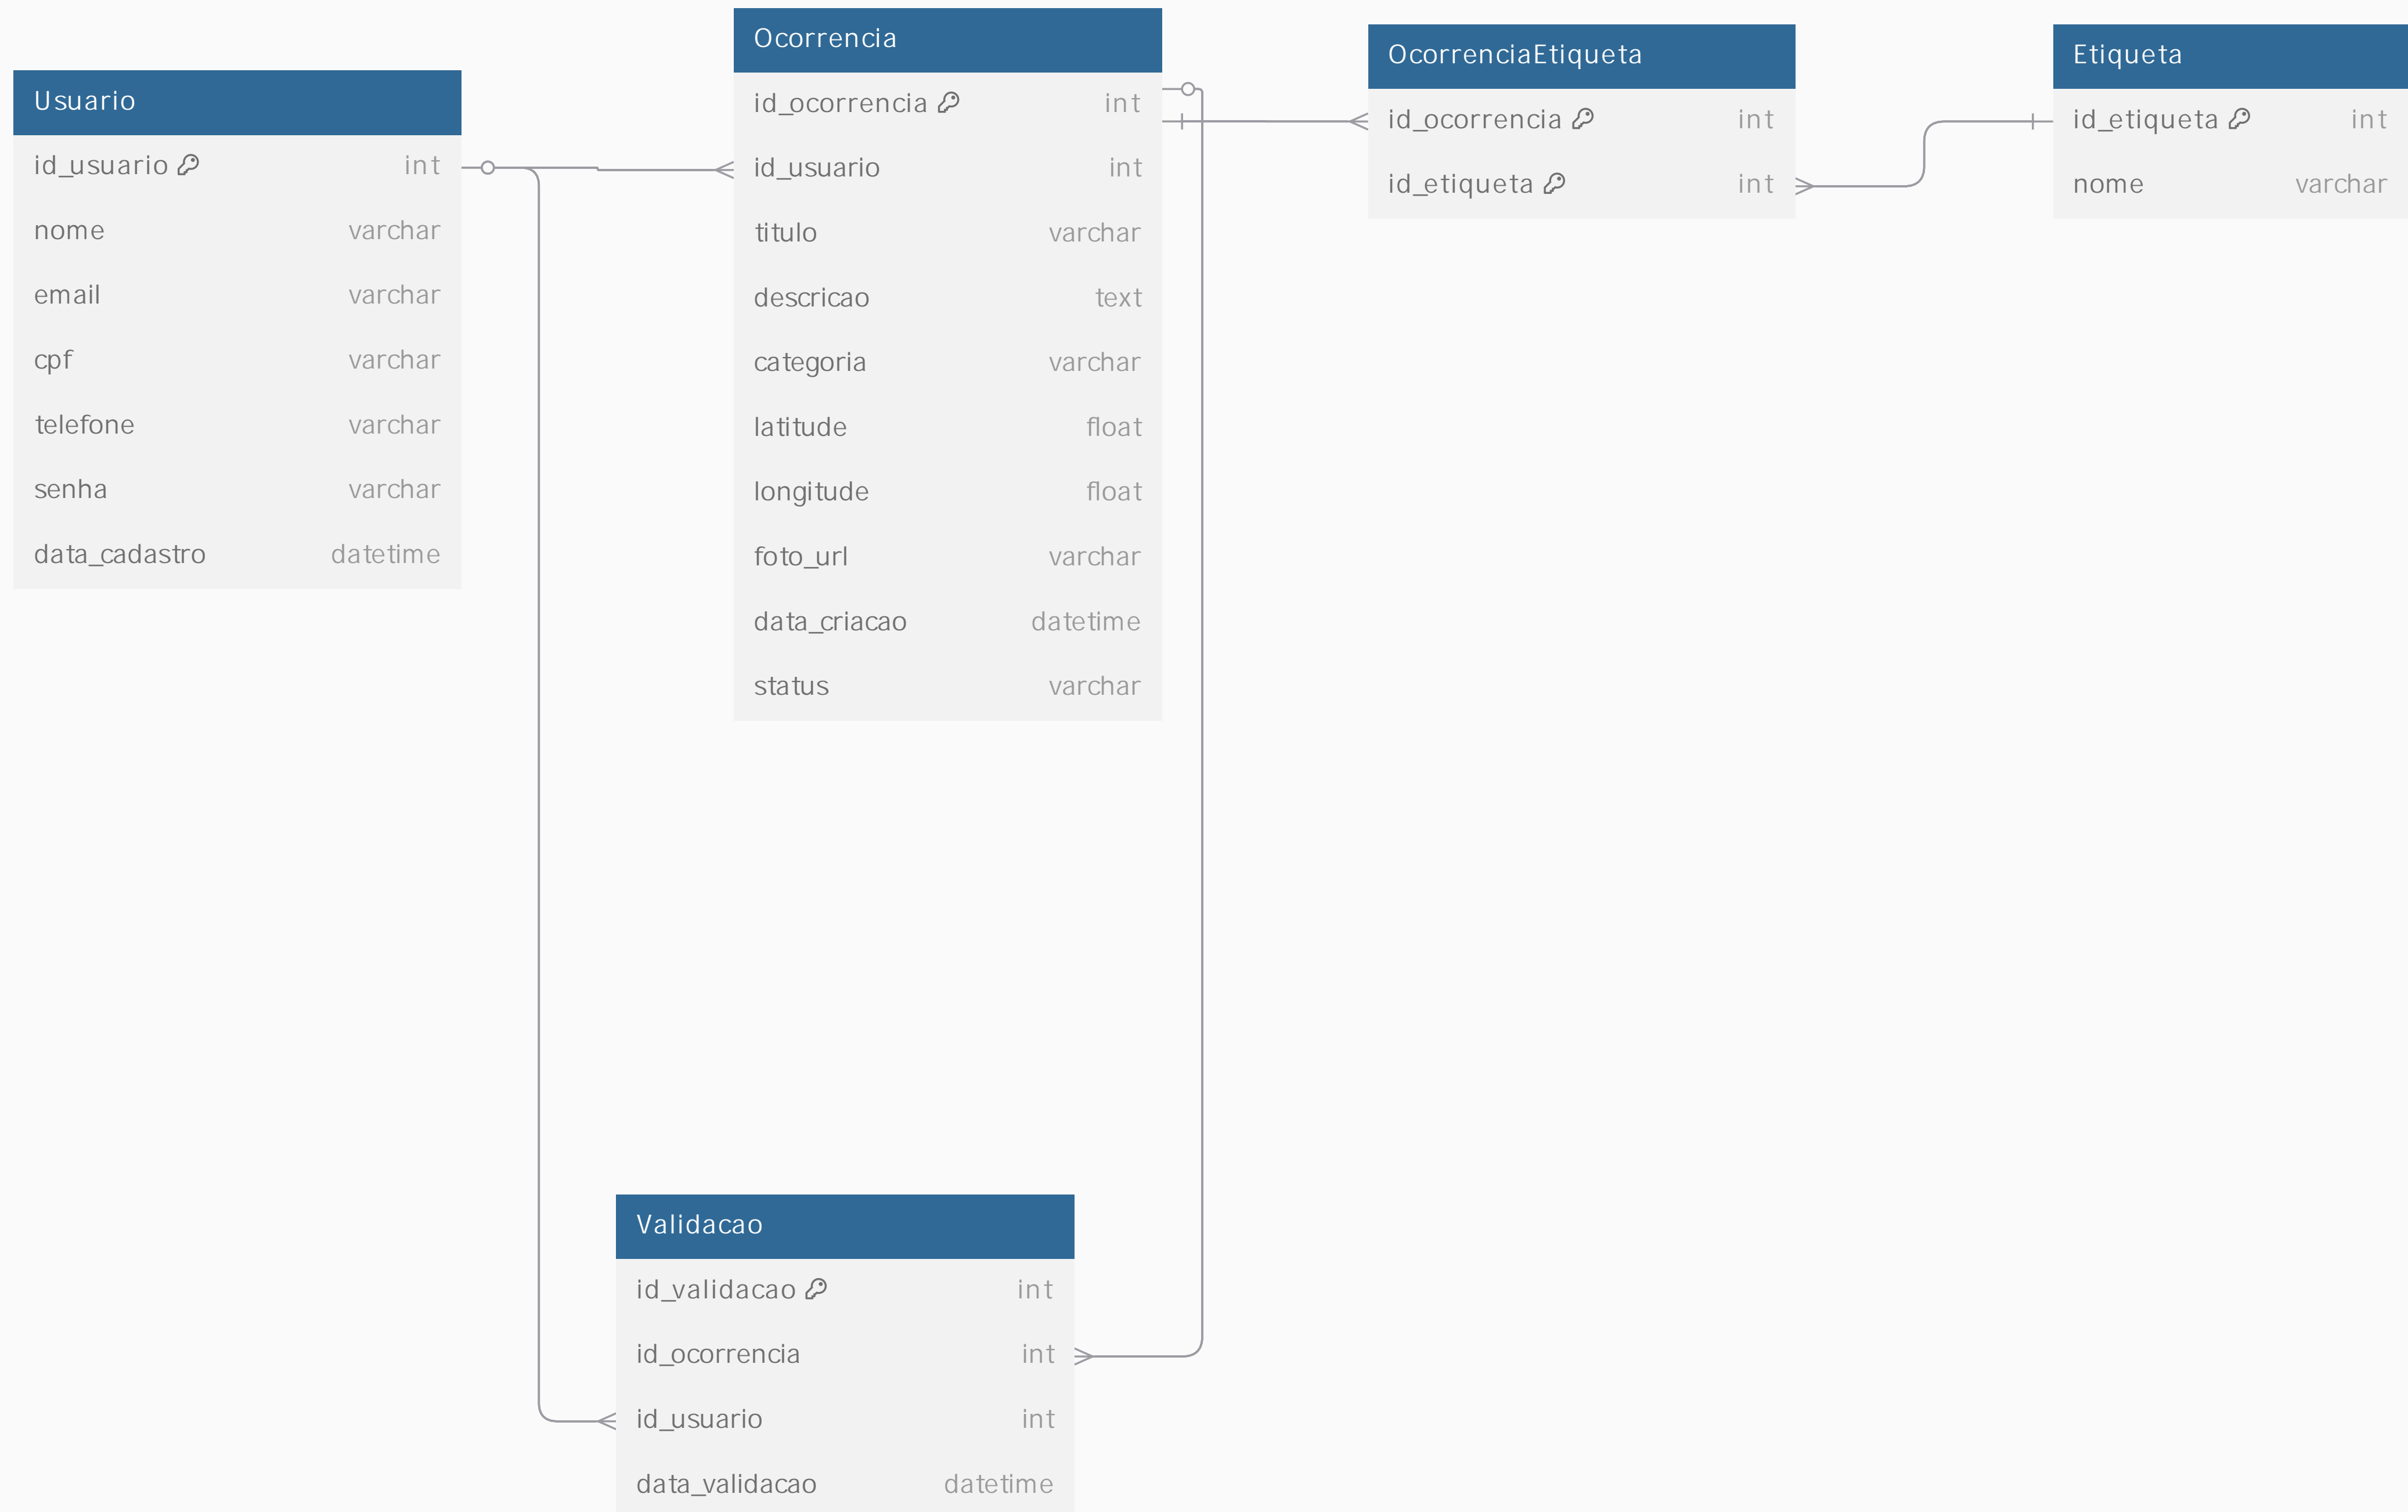 Usuario
id_usuario int
nome varchar
email varchar
cpf varchar
telefone varchar
senha varchar
data_cadastro datetime
Ocorrencia
id_ocorrencia int
id_usuario int
titulo varchar
descricao text
categoria varchar
latitude float
longitude float
foto_url varchar
data_criacao datetime
status varchar
OcorrenciaEtiqueta
id_ocorrencia int
id_etiqueta int
Etiqueta
id_etiqueta int
nome varchar
Validacao
id_validacao int
id_ocorrencia int
id_usuario int
data_validacao datetime